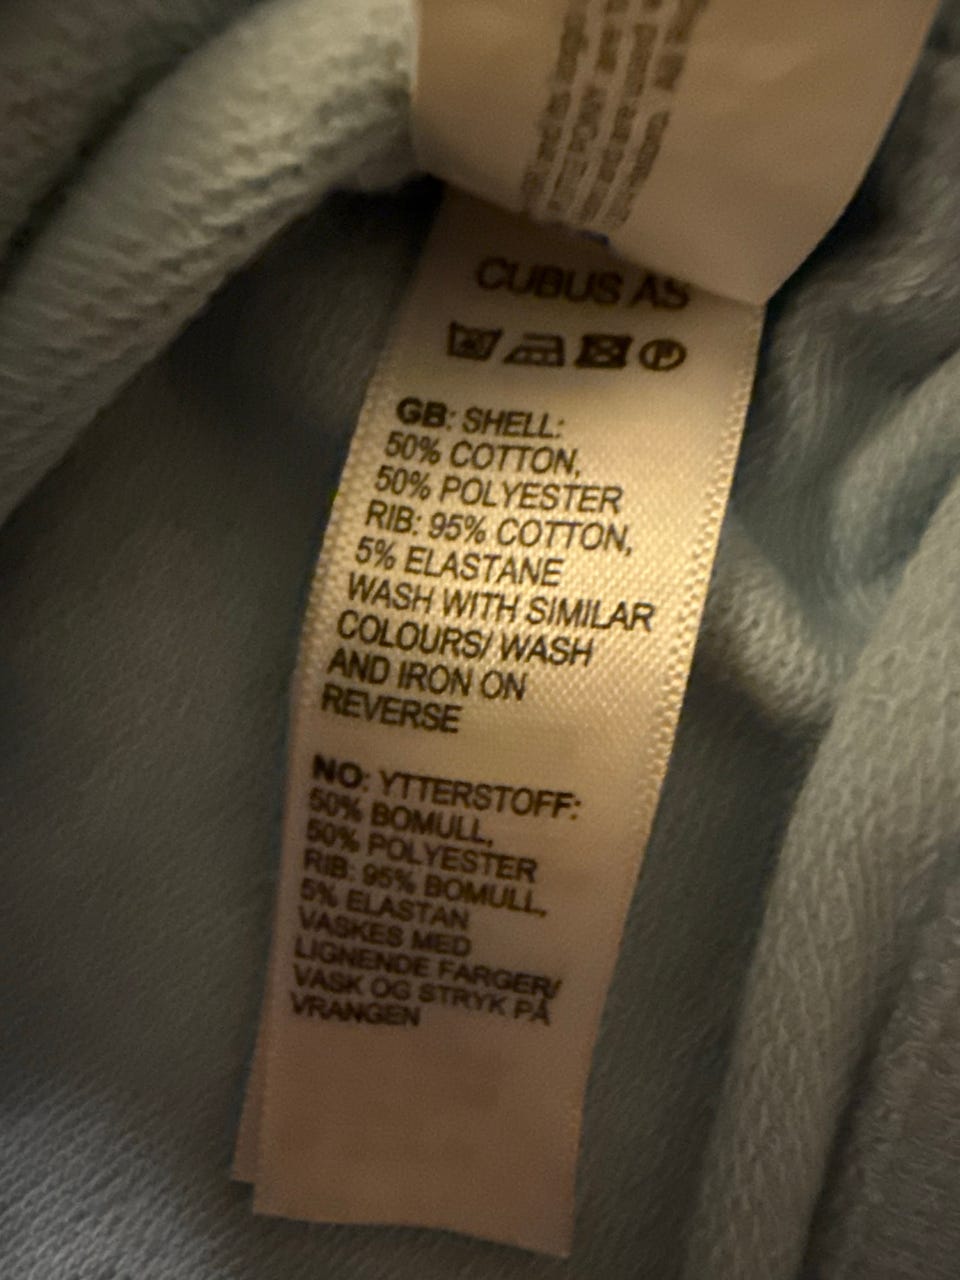 CUBUS AS
GB: SHELL:
50% COTTON,
50% POLYESTER
RIB: 95% COTTON,
5% ELASTANE
WASH WITH SIMILAR
COLOURS/ WASH
AND IRON ON
REVERSE
NO: YTTERSTOFF:
50% BOMULL,
50% POLYESTER
RIB: 95% BOMULL,
5% ELASTAN
VASKES MED
LIGNENDE FARGER/
VASK OG STRYK PÅ
VRANGEN